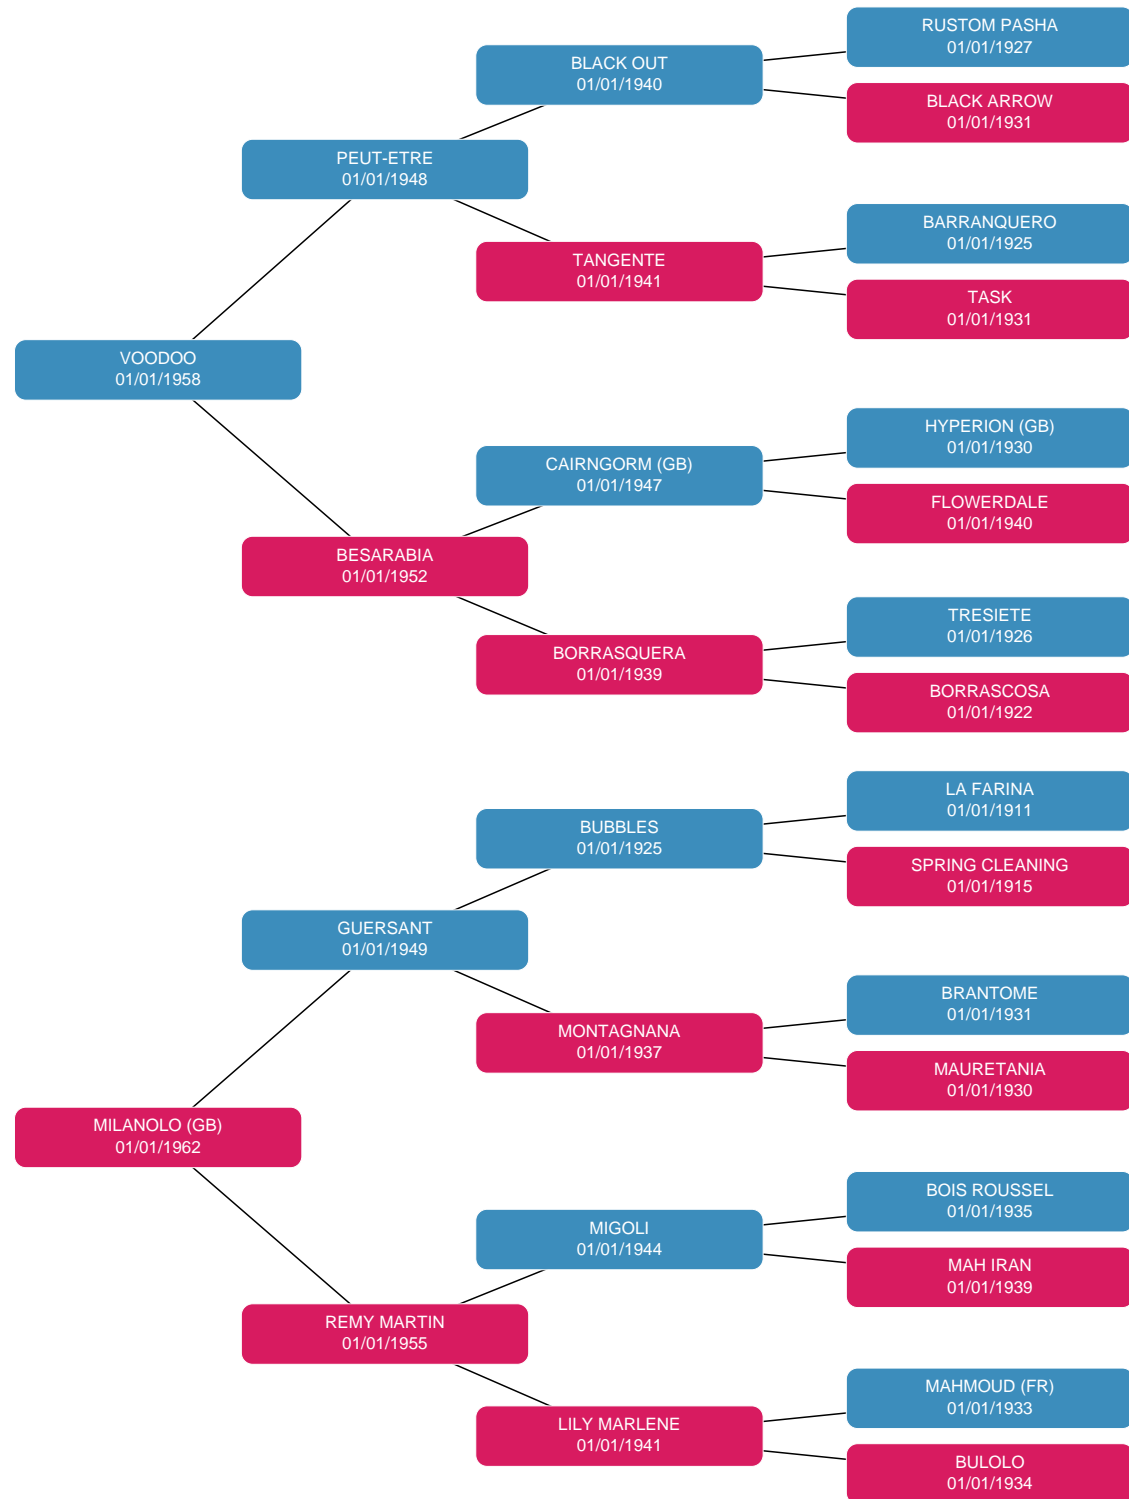 RUSTOM PASHA
01/01/1927
BLACK OUT
01/01/1940
BLACK ARROW
01/01/1931
PEUT-ETRE
01/01/1948
BARRANQUERO
01/01/1925
TANGENTE
01/01/1941
TASK
01/01/1931
VOODOO
01/01/1958
HYPERION (GB)
01/01/1930
CAIRNGORM (GB)
01/01/1947
FLOWERDALE
01/01/1940
BESARABIA
01/01/1952
TRESIETE
01/01/1926
BORRASQUERA
01/01/1939
BORRASCOSA
01/01/1922
LA FARINA
01/01/1911
BUBBLES
01/01/1925
SPRING CLEANING
01/01/1915
GUERSANT
01/01/1949
BRANTOME
01/01/1931
MONTAGNANA
01/01/1937
MAURETANIA
01/01/1930
MILANOLO (GB)
01/01/1962
BOIS ROUSSEL
01/01/1935
MIGOLI
01/01/1944
MAH IRAN
01/01/1939
REMY MARTIN
01/01/1955
MAHMOUD (FR)
01/01/1933
LILY MARLENE
01/01/1941
BULOLO
01/01/1934